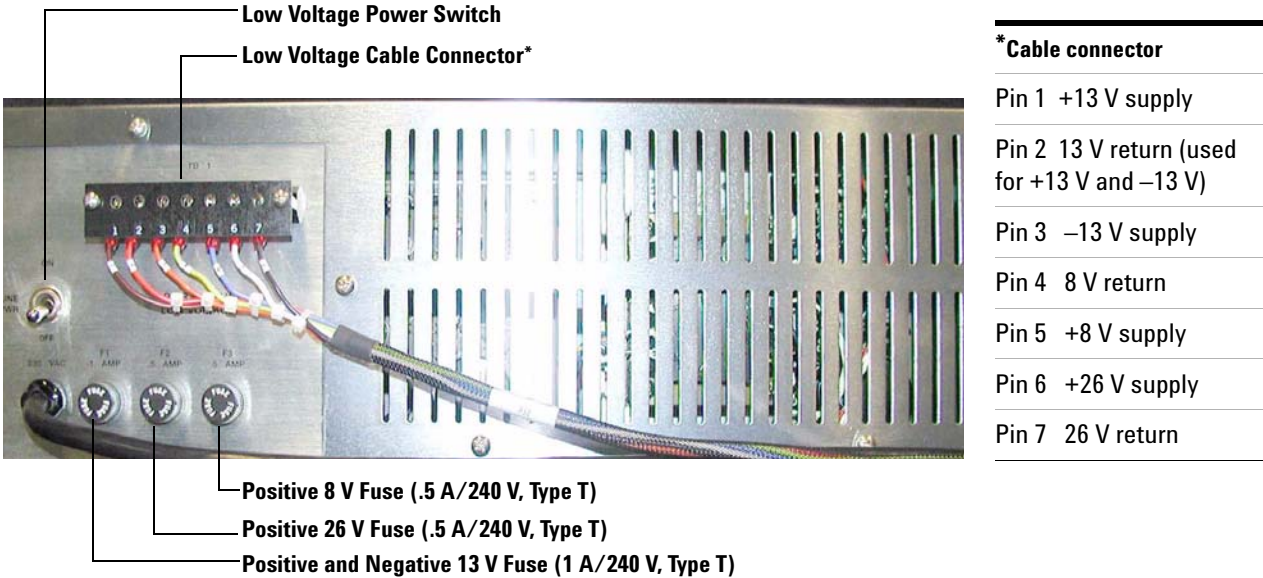 Low Voltage Power Switch
Low Voltage Cable Connector*
*Cable connector
Pin 1 +13 V supply
Pin 2 13 V return (used
for +13 V and –13 V)
Pin 3 –13 V supply
Pin 4 8 V return
Pin 5 +8 V supply
Pin 6 +26 V supply
Pin 7 26 V return
1 2 3 4 5 6 7
OFF
F1 F2 F3
AMP AMP AMP
Positive 8 V Fuse (.5 A/240 V, Type T)
Positive 26 V Fuse (.5 A/240 V, Type T)
Positive and Negative 13 V Fuse (1 A/240 V, Type T)